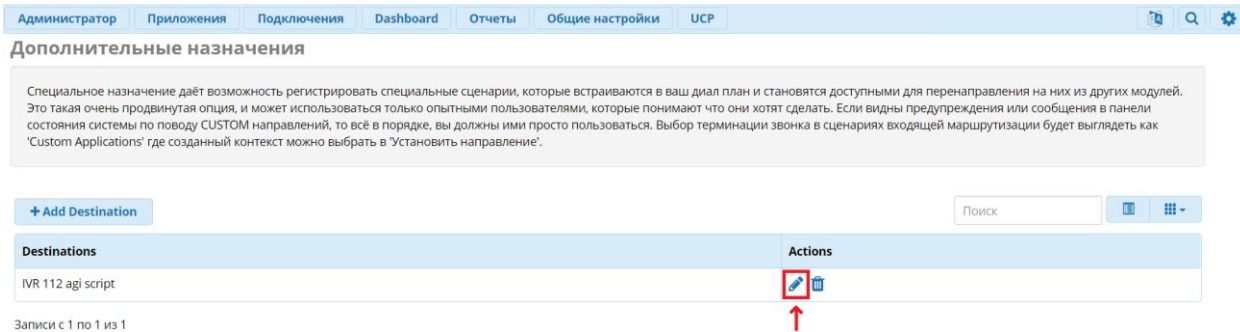 Администратор Приложения Подключения Dashboard Отчеты Общие настройки UCP
Дополнительные назначения
Специальное назначение даёт возможность регистрировать специальные сценарии, которые встраиваются в ваш диал план и становятся доступными для перенаправления на них из других модулей.
Это такая очень продвинутая опция, и может использоваться только опытными пользователями, которые понимают что они хотят сделать. Если видны предупреждения или сообщения в панели
состояния системы по поводу CUSTOM направлений, то всё в порядке, вы должны ими просто пользоваться. Выбор терминации звонка в сценариях входящей маршрутизации будет выглядеть как
'Custom Applications' где созданный контекст можно выбрать в 'Установить направление'.
+ Add Destination Поиск
Destinations Actions
IVR 112 agi script
Записи с 1 по 1 из 1